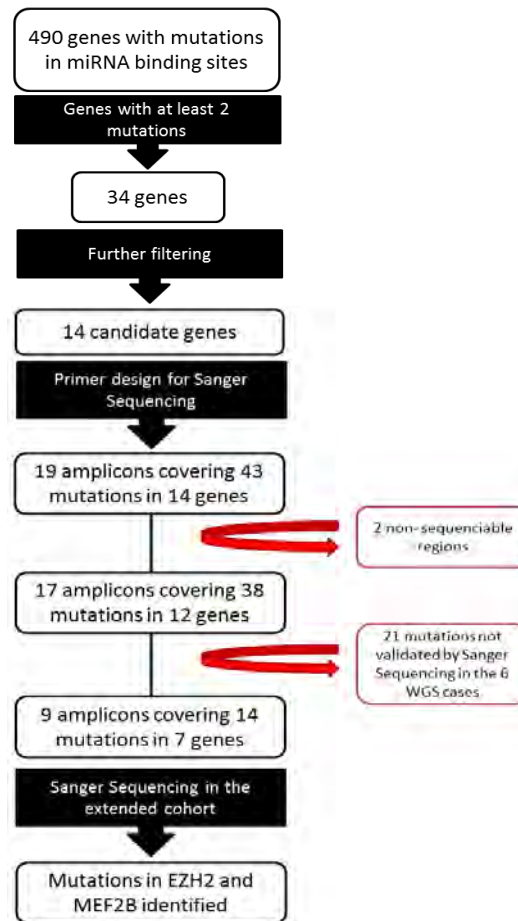 490 genes with mutations
in miRNA binding sites
Genes with at least 2
mutations
34 genes
Further filtering
14 candidate genes
Primer design for Sanger
Sequencing
19 amplicons covering 43
mutations in 14 genes
2 non-sequenciable
regions
17 amplicons covering 38
mutations in 12 genes
21 mutations not
validated by Sanger
Sequencing in the 6
WGS cases
9 amplicons covering 14
mutations in 7 genes
Sanger Sequencing in the
extended cohort
Mutations in EZH2 and
MEF2B identified